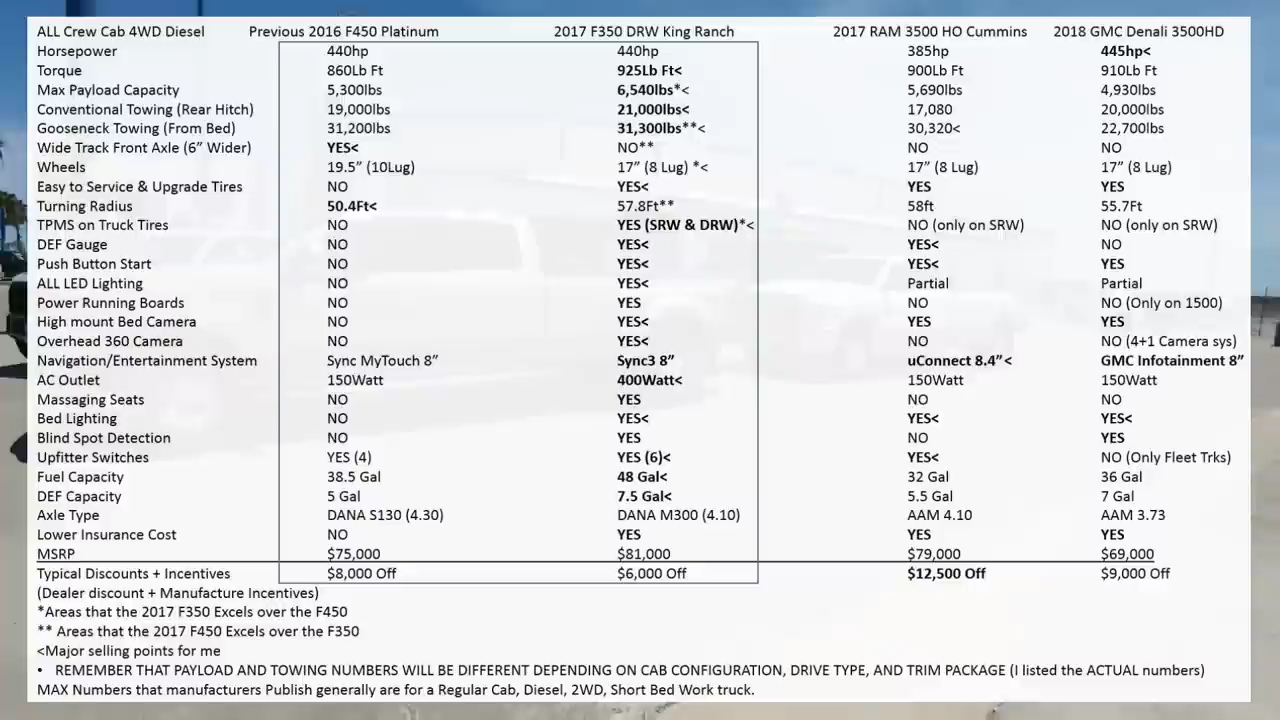 ALL Crew Cab 4WD Diesel Previous 2016 F450 Platinum 2017 F350 DRW King Ranch 2017 RAM 3500 HO Cummins 2018 GMC Denali 3500HD
Horsepower 440hp 440hp 385hp 445hp<
Torque 860Lb Ft 925Lb Ft< 900Lb Ft 910Lb Ft
Max Payload Capacity 5,300lbs 6,540lbs*< 5,690lbs 4,930lbs
Conventional Towing (Rear Hitch) 19,000lbs 21,000lbs< 17,080 20,000lbs
Gooseneck Towing (From Bed) 31,200lbs 31,300lbs**< 30,320< 22,700lbs
Wide Track Front Axle (6” Wider) YES< NO** NO NO
Wheels 19.5” (10Lug) 17” (8 Lug) *< 17” (8 Lug) 17” (8 Lug)
Easy to Service & Upgrade Tires NO YES< YES YES
Turning Radius 50.4Ft< 57.8Ft** 58ft 55.7Ft
TPMS on Truck Tires NO YES (SRW & DRW)*< NO (only on SRW) NO (only on SRW)
DEF Gauge NO YES< YES< NO
Push Button Start NO YES< YES< YES
ALL LED Lighting NO YES< Partial Partial
Power Running Boards NO YES NO NO (Only on 1500)
High mount Bed Camera NO YES< YES YES
Overhead 360 Camera NO YES< NO NO (4+1 Camera sys)
Navigation/Entertainment System Sync MyTouch 8” Sync3 8” uConnect 8.4”< GMC Infotainment 8”
AC Outlet 150Watt 400Watt< 150Watt 150Watt
Massaging Seats NO YES NO NO
Bed Lighting NO YES< YES< YES<
Blind Spot Detection NO YES NO YES
Upfitter Switches YES (4) YES (6)< YES< NO (Only Fleet Trks)
Fuel Capacity 38.5 Gal 48 Gal< 32 Gal 36 Gal
DEF Capacity 5 Gal 7.5 Gal< 5.5 Gal 7 Gal
Axle Type DANA S130 (4.30) DANA M300 (4.10) AAM 4.10 AAM 3.73
Lower Insurance Cost NO YES YES YES
MSRP $75,000 $81,000 $79,000 $69,000
Typical Discounts + Incentives $8,000 Off $6,000 Off $12,500 Off $9,000 Off
(Dealer discount + Manufacture Incentives)
*Areas that the 2017 F350 Excels over the F450
** Areas that the 2017 F450 Excels over the F350
<Major selling points for me
• REMEMBER THAT PAYLOAD AND TOWING NUMBERS WILL BE DIFFERENT DEPENDING ON CAB CONFIGURATION, DRIVE TYPE, AND TRIM PACKAGE (I listed the ACTUAL numbers)
MAX Numbers that manufacturers Publish generally are for a Regular Cab, Diesel, 2WD, Short Bed Work truck.